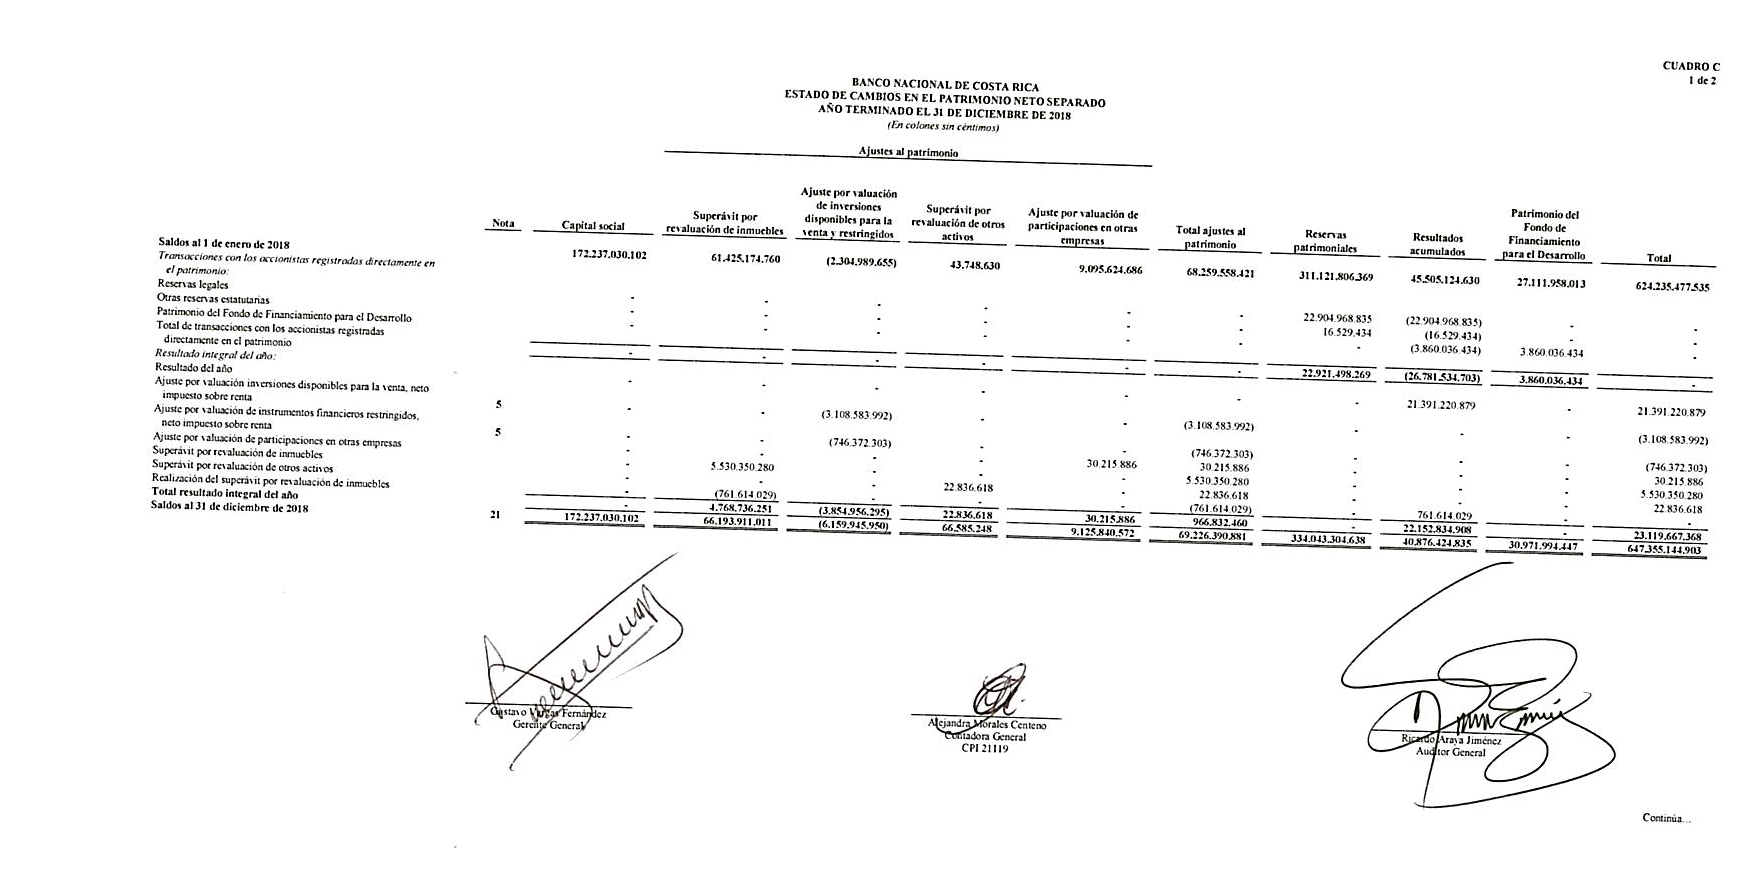 CUADRO C
1 de 2
BANCO NACIONAL DE COSTA RICA
ESTADO DE CAMBIOS EN EL PATRIMONIO NETO SEPARADO
AÑO TERMINADO EL 31 DE DICIEMBRE DE 2018
(En colones sin céntimos)
Ajustes al patrimonio
Nota Capital social Superávit por revaluación de inmuebles Ajuste por valuación de inversiones disponibles para la venta y restringidos Superávit por revaluación de otros activos Ajuste por valuación de participaciones en otras empresas Total ajustes al patrimonio Reservas patrimoniales Resultados acumulados Patrimonio del Fondo de Financiamiento para el Desarrollo Total
Saldos al 1 de enero de 2018 172.237.030.102 61.425.174.760 (2.304.989.655) 43.748.630 9.095.624.686 68.259.558.421 311.121.806.369 45.505.124.630 27.111.958.013 624.235.477.535
Transacciones con los accionistas registradas directamente en
el patrimonio:
Reservas legales - - - - - - 22.904.968.835 (22.904.968.835) - -
Otras reservas estatutarias - - - - - - 16.529.434 (16.529.434) - -
Patrimonio del Fondo de Financiamiento para el Desarrollo - - - - - - - (3.860.036.434) 3.860.036.434 -
Total de transacciones con los accionistas registradas
directamente en el patrimonio - - - - - - 22.921.498.269 (26.781.534.703) 3.860.036.434 -
Resultado integral del año:
Resultado del año - - - - - - - 21.391.220.879 - 21.391.220.879
Ajuste por valuación inversiones disponibles para la venta, neto
impuesto sobre renta 5 - - (3.108.583.992) - - (3.108.583.992) - - - (3.108.583.992)
Ajuste por valuación de instrumentos financieros restringidos,
neto impuesto sobre renta 5 - - (746.372.303) - - (746.372.303) - - - (746.372.303)
Ajuste por valuación de participaciones en otras empresas - - - - 30.215.886 30.215.886 - - - 30.215.886
Superávit por revaluación de inmuebles - 5.530.350.280 - - - 5.530.350.280 - - - 5.530.350.280
Superávit por revaluación de otros activos - - - 22.836.618 - 22.836.618 - - - 22.836.618
Realización del superávit por revaluación de inmuebles - (761.614.029) - - - (761.614.029) - 761.614.029 - -
Total resultado integral del año - 4.768.736.251 (3.854.956.295) 22.836.618 30.215.886 966.832.460 - 22.152.834.908 - 23.119.667.368
Saldos al 31 de diciembre de 2018 21 172.237.030.102 66.193.911.011 (6.159.945.950) 66.585.248 9.125.840.572 69.226.390.881 334.043.304.638 40.876.424.835 30.971.994.447 647.355.144.903
Gustavo Vargas Fernández
Gerente General
Alejandra Morales Centeno
Contadora General
CPI 21119
Ricardo Araya Jiménez
Auditor General
Continúa...